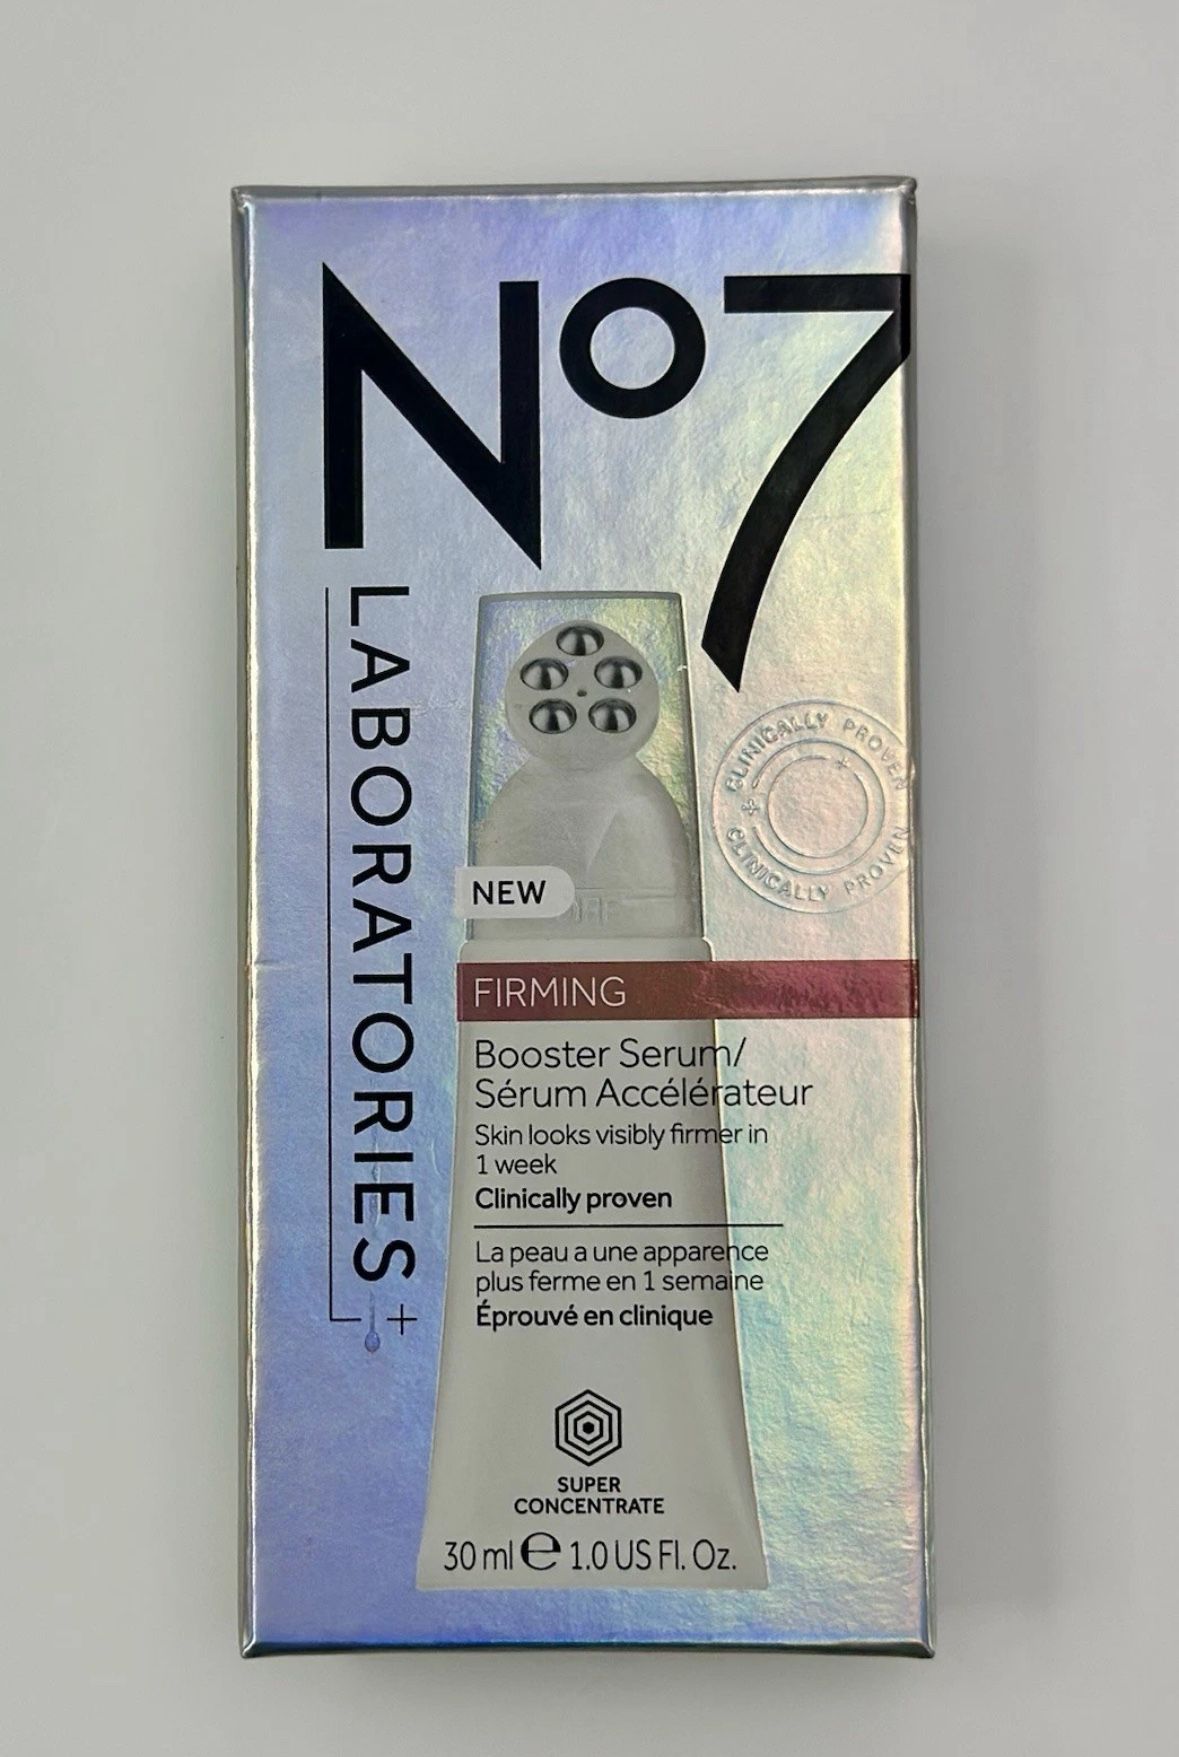 No7
LABORATORIES
CLINICALLY PROVEN
CLINICALLY PROVEN
NEW
OFF
FIRMING
Booster Serum/
Sérum Accélérateur
Skin looks visibly firmer in
1 week
Clinically proven
La peau a une apparence
plus ferme en 1 semaine
Éprouvé en clinique
SUPER
CONCENTRATE
30 ml ℮ 1.0 US Fl. Oz.